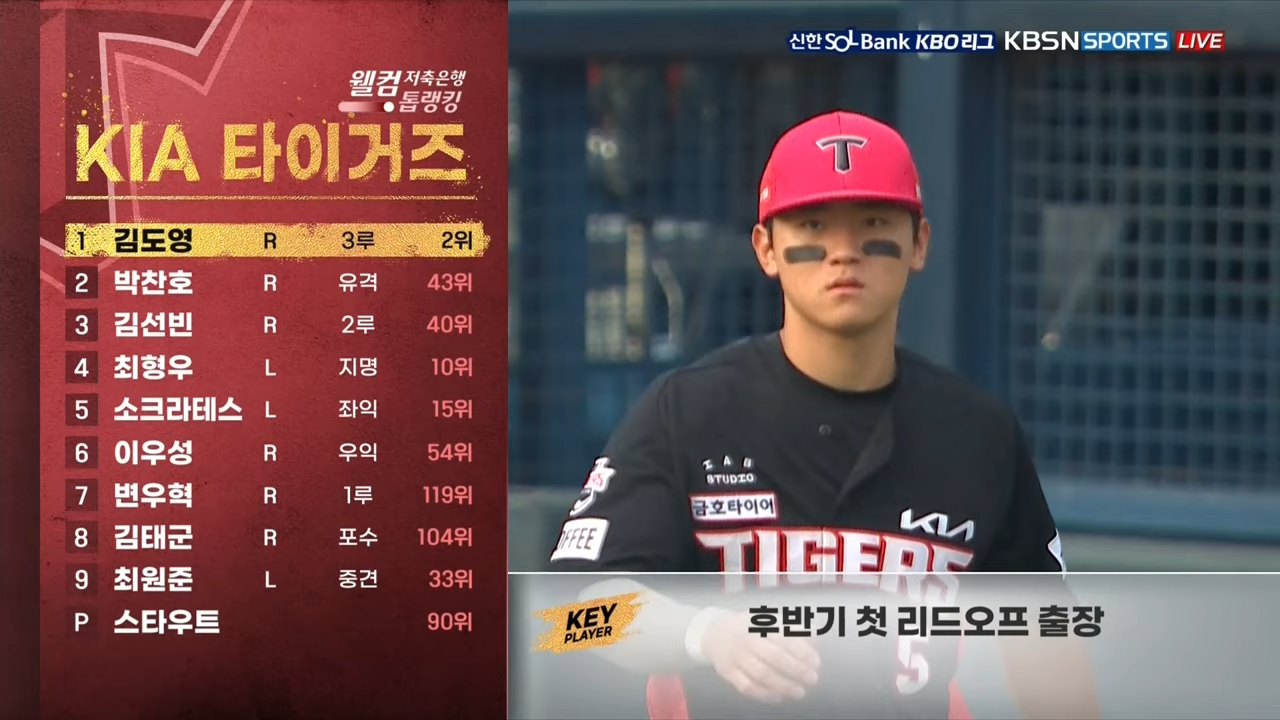 웰컴 저축은행
톱랭킹
KIA 타이거즈
1 김도영 R 3루 2위
2 박찬호 R 유격 43위
3 김선빈 R 2루 40위
4 최형우 L 지명 10위
5 소크라테스 L 좌익 15위
6 이우성 R 우익 54위
7 변우혁 R 1루 119위
8 김태군 R 포수 104위
9 최원준 L 중견 33위
P 스타우트 90위
신한 SOL Bank KBO 리그 KBSN SPORTS LIVE
T
IAB
STUDIO
금호타이어
KIA
OFFEE
TIGERS
5
KEY
PLAYER
후반기 첫 리드오프 출장